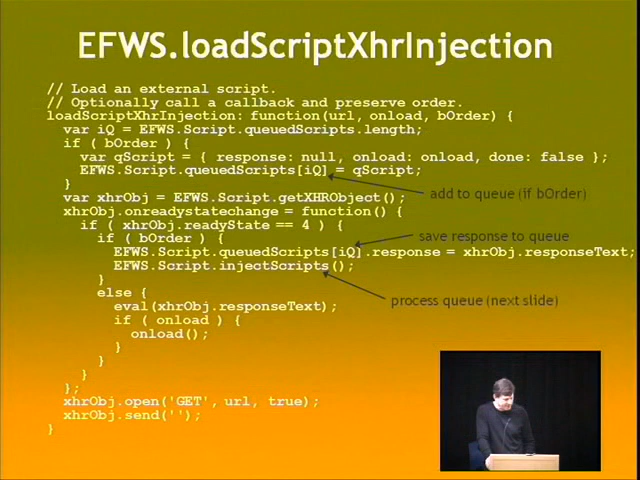 EFWS.loadScriptXhrInjection
// Load an external script.
// Optionally call a callback and preserve order.
loadScriptXhrInjection: function(url, onload, bOrder) {
var iQ = EFWS.Script.queuedScripts.length;
if ( bOrder ) {
var qScript = { response: null, onload: onload, done: false };
EFWS.Script.queuedScripts[iQ] = qScript;
}
add to queue (if bOrder)
var xhrObj = EFWS.Script.getXHRObject();
xhrObj.onreadystatechange = function() {
if ( xhrObj.readyState == 4 ) {
if ( bOrder ) {
save response to queue
EFWS.Script.queuedScripts[iQ].response = xhrObj.responseText;
EFWS.Script.injectScripts();
}
else {
process queue (next slide)
eval(xhrObj.responseText);
if ( onload ) {
onload();
}
}
}
};
xhrObj.open('GET', url, true);
xhrObj.send('');
}